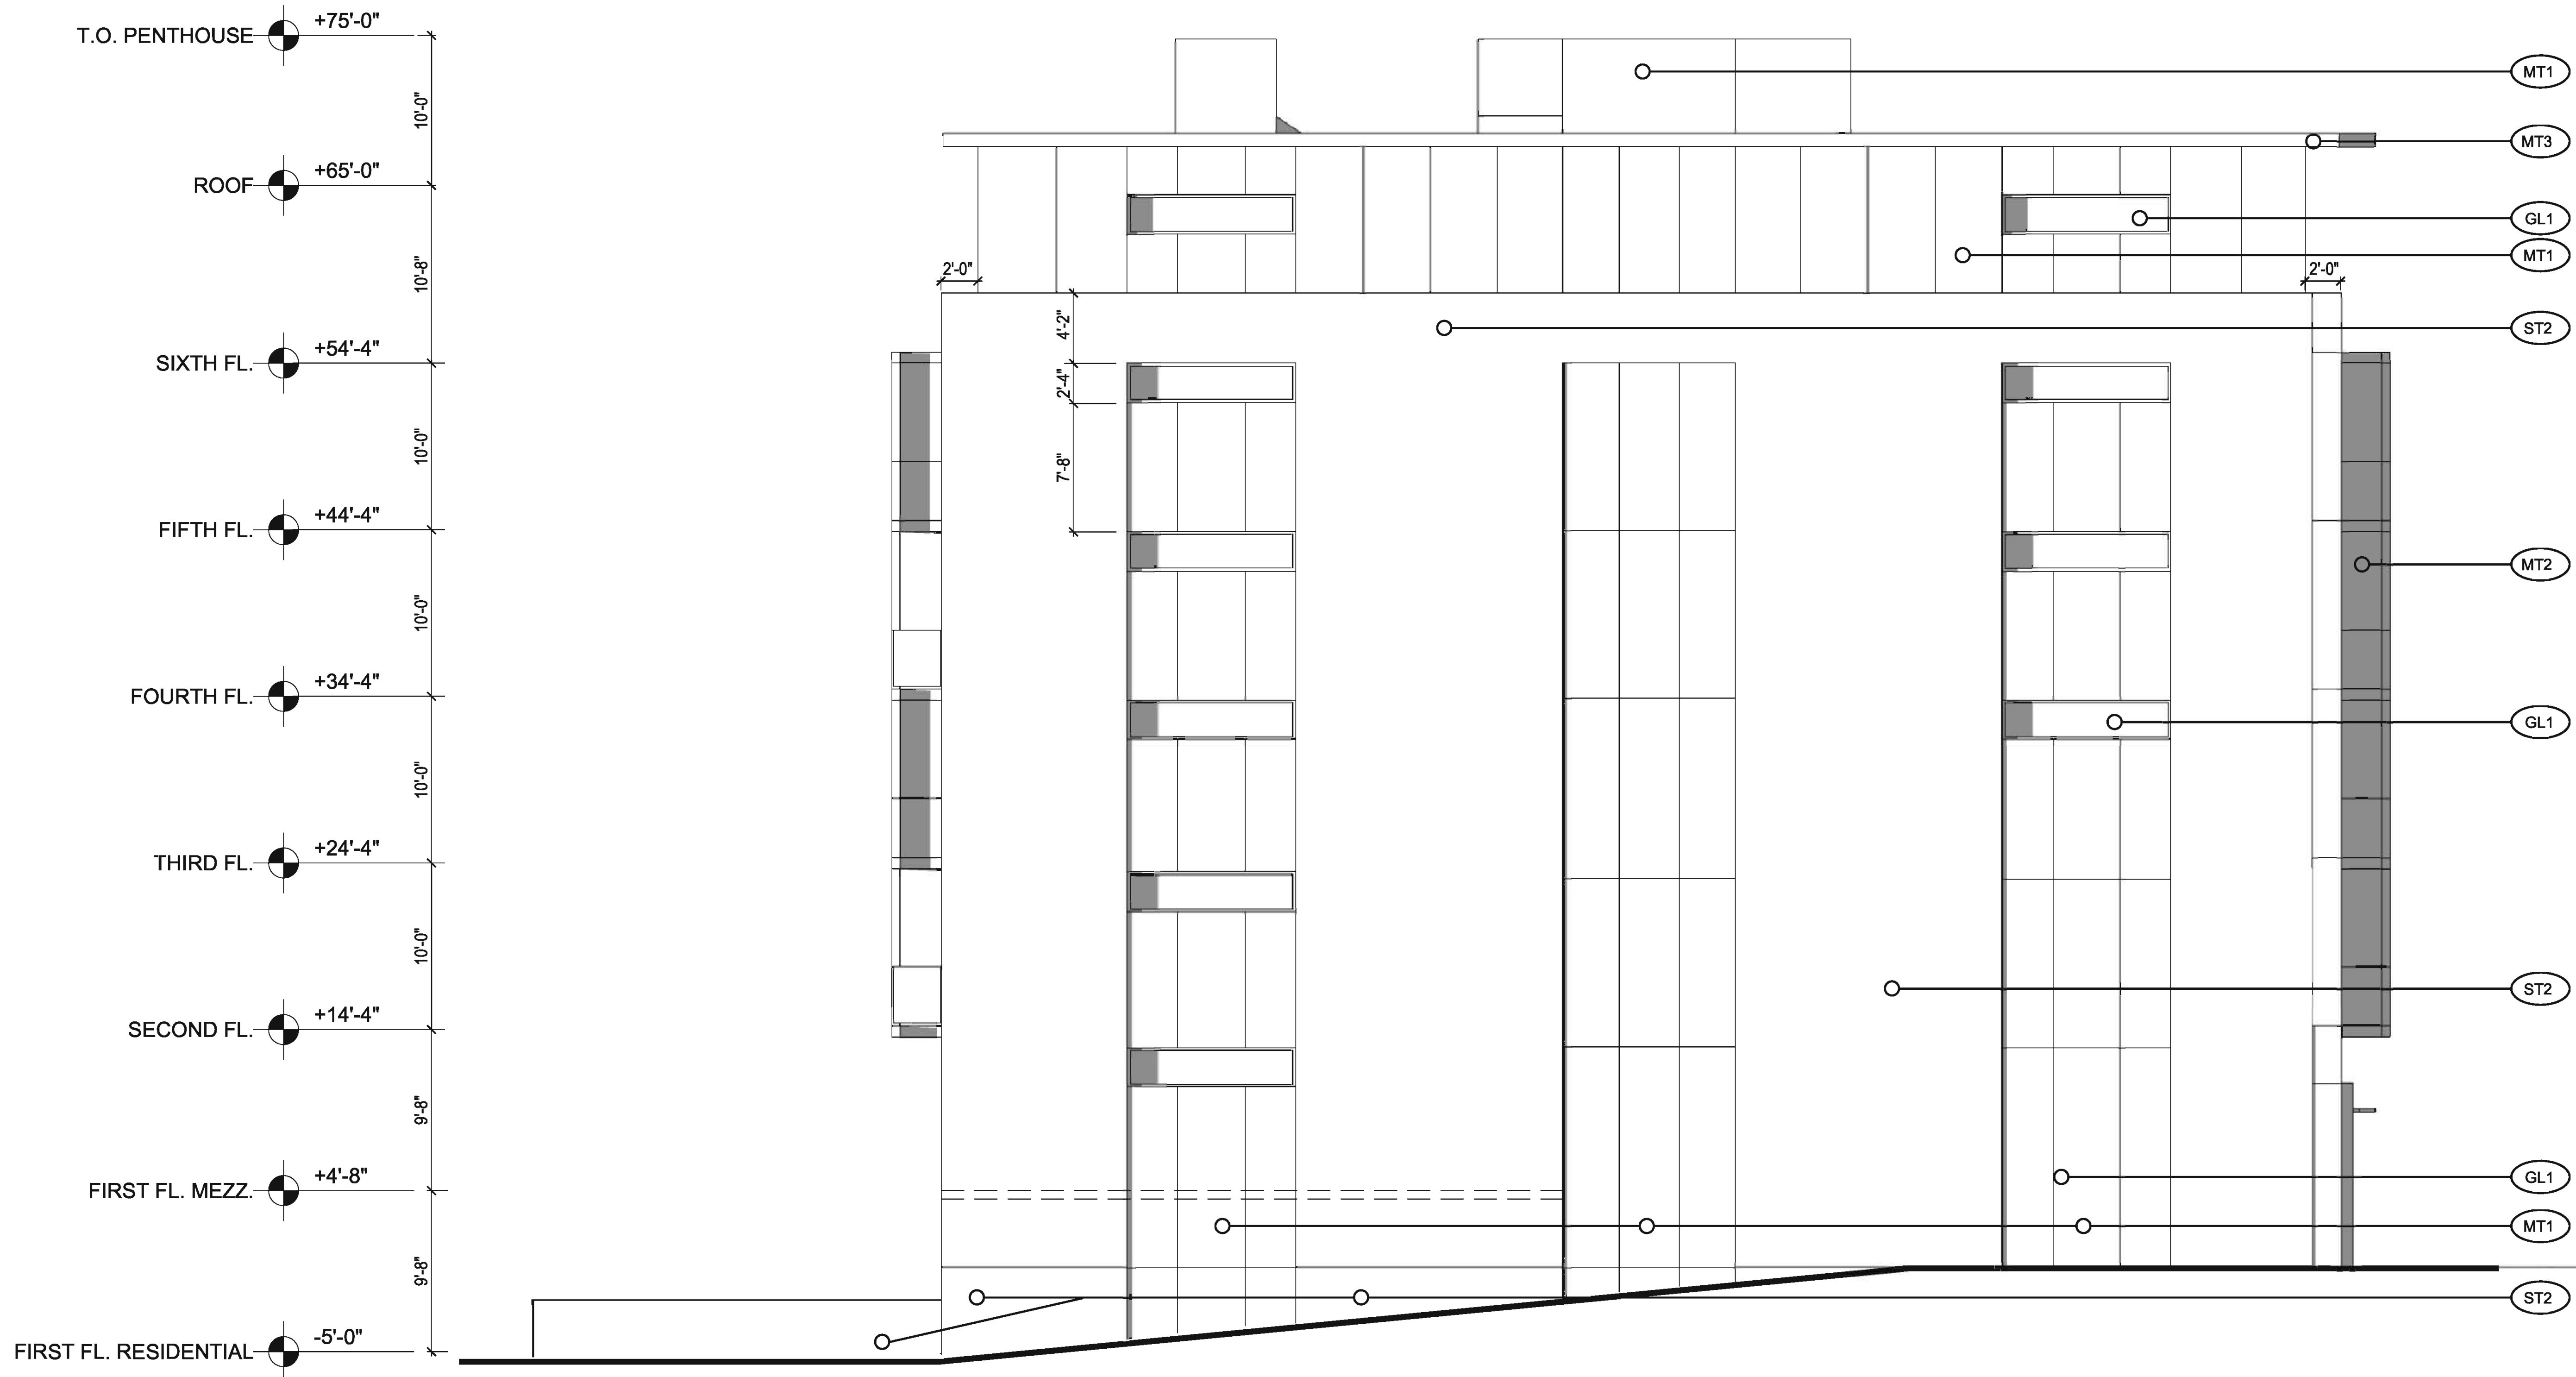 T.O. PENTHOUSE +75'-0"
10'-0"
MT1
MT3
ROOF +65'-0"
GL1
MT1
10'-8"
2'-0"
2'-0"
4'-2"
ST2
SIXTH FL. +54'-4"
2'-4"
10'-0"
7'-8"
FIFTH FL. +44'-4"
MT2
10'-0"
FOURTH FL. +34'-4"
GL1
10'-0"
THIRD FL. +24'-4"
10'-0"
ST2
SECOND FL. +14'-4"
9'-8"
FIRST FL. MEZZ. +4'-8"
GL1
MT1
9'-8"
ST2
FIRST FL. RESIDENTIAL -5'-0"